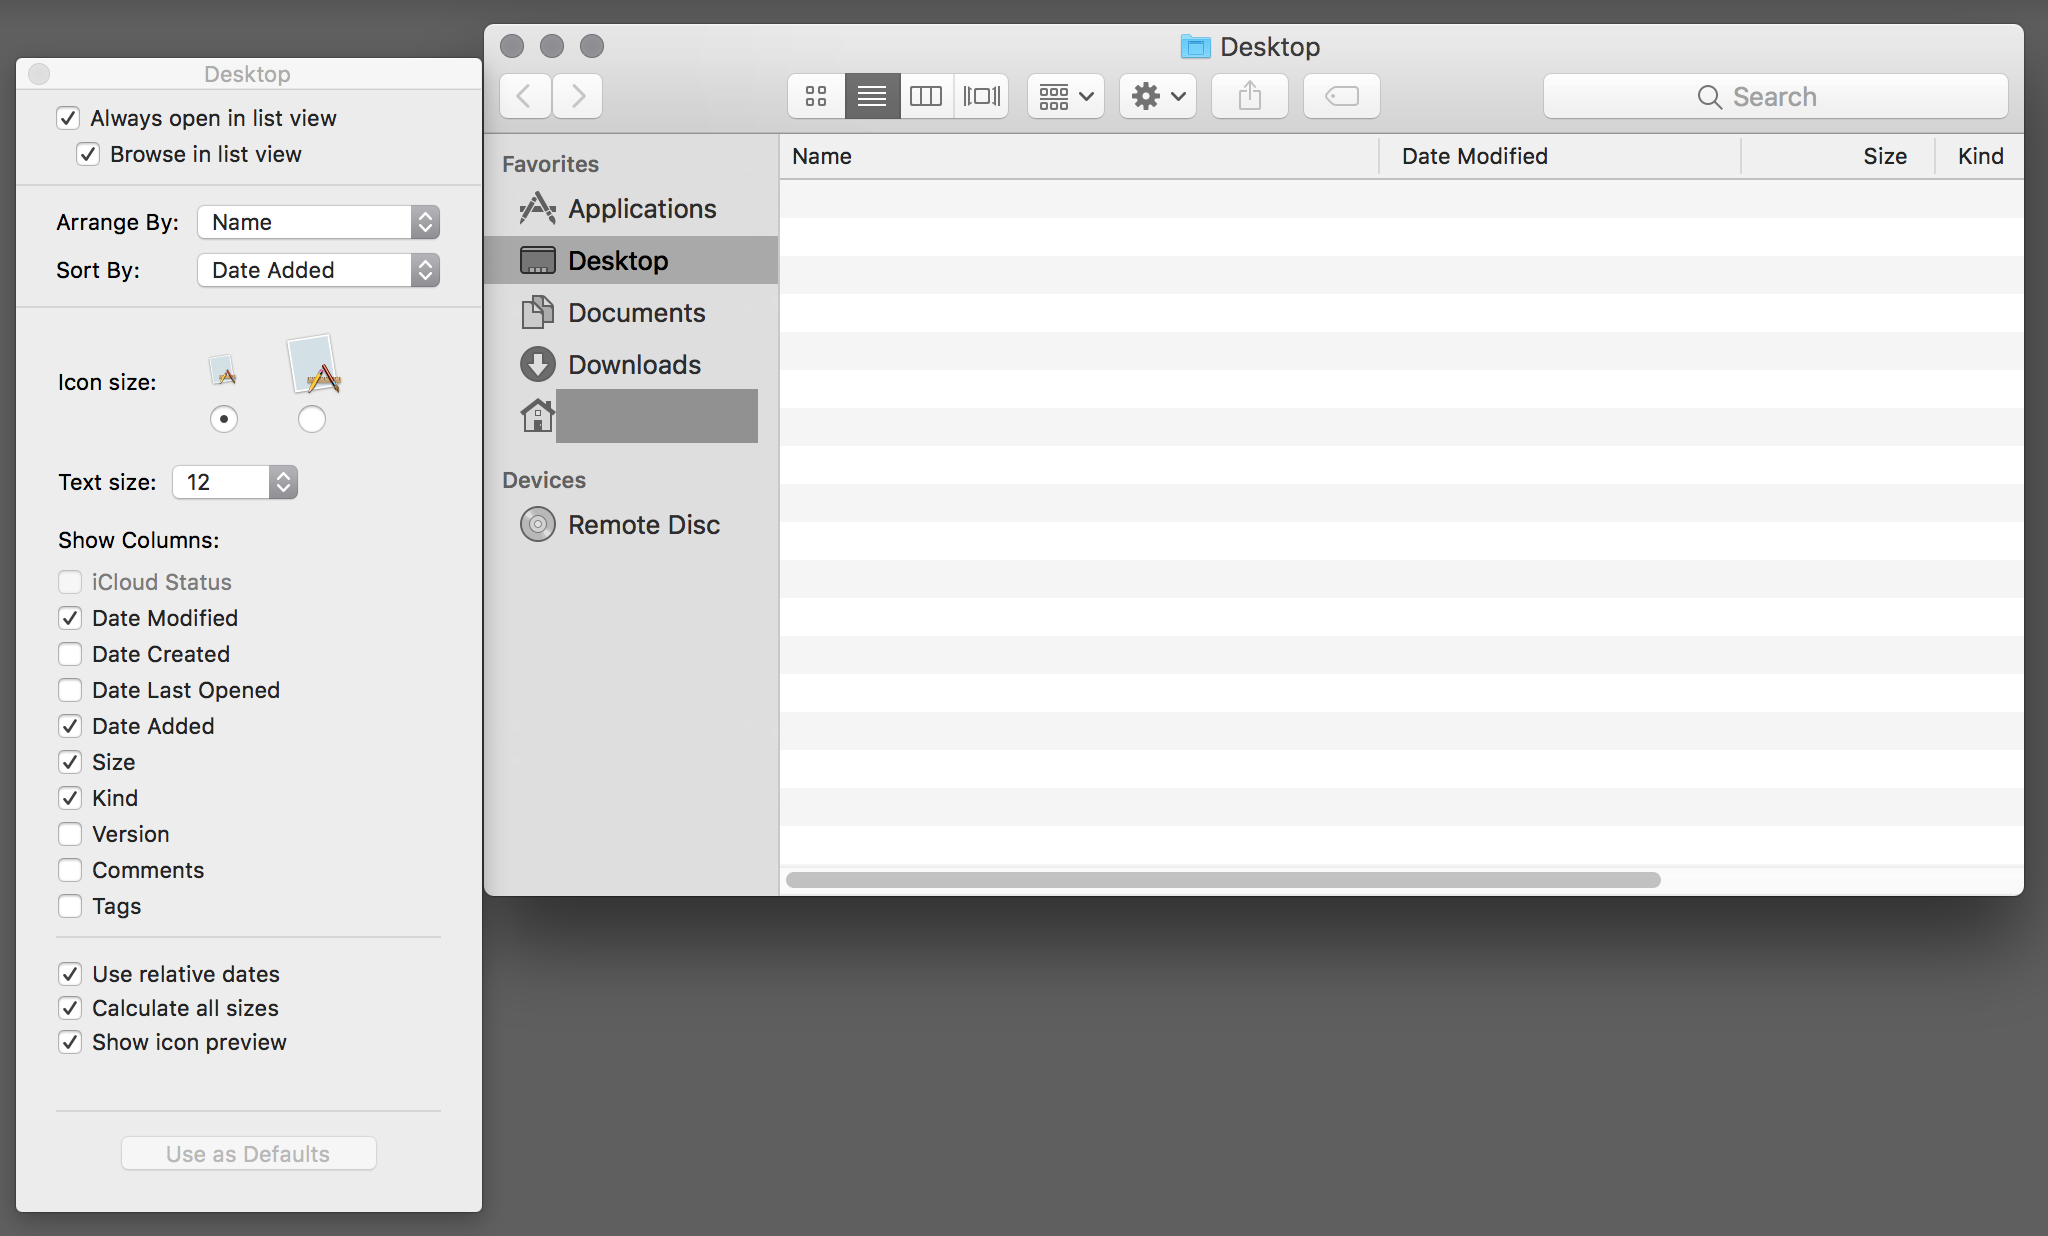 Desktop
Always open in list view
Browse in list view
Arrange By: Name
Sort By: Date Added
Icon size:
Text size: 12
Show Columns:
iCloud Status
Date Modified
Date Created
Date Last Opened
Date Added
Size
Kind
Version
Comments
Tags
Use relative dates
Calculate all sizes
Show icon preview
Use as Defaults
Desktop
Search
Favorites
Applications
Desktop
Documents
Downloads
Devices
Remote Disc
Name Date Modified Size Kind